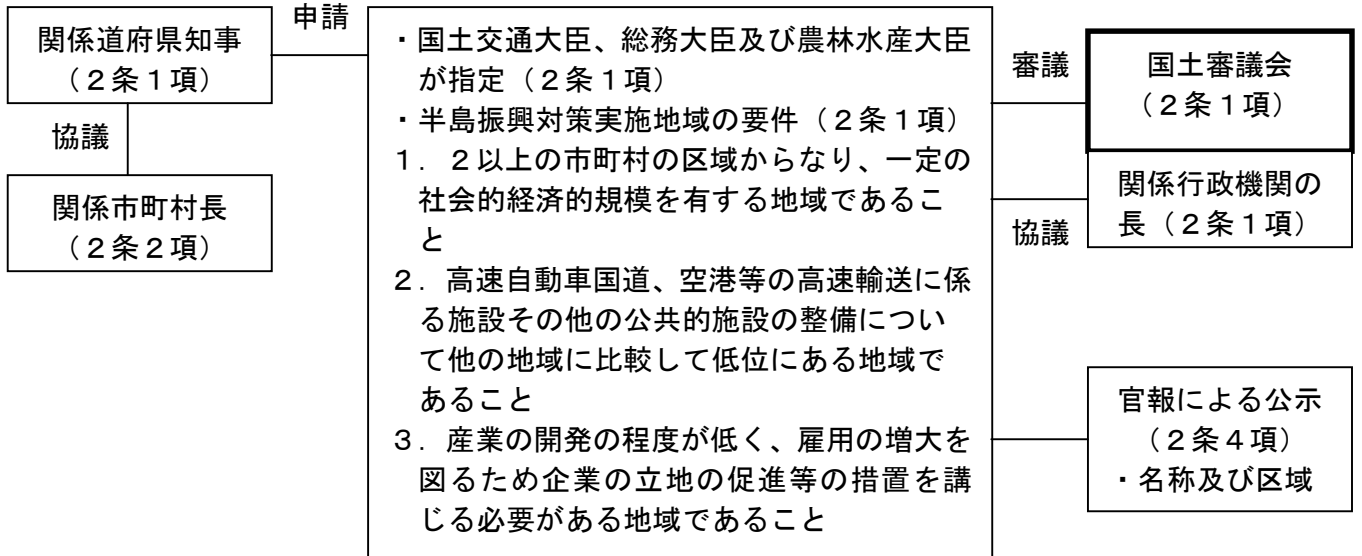 関係道府県知事
（２条１項）
協議
関係市町村長
（２条２項）
申請
・国土交通大臣、総務大臣及び農林水産大臣
が指定（２条１項）
・半島振興対策実施地域の要件（２条１項）
１．２以上の市町村の区域からなり、一定の
社会的経済的規模を有する地域であるこ
と
２．高速自動車国道、空港等の高速輸送に係
る施設その他の公共的施設の整備につい
て他の地域に比較して低位にある地域で
あること
３．産業の開発の程度が低く、雇用の増大を
図るため企業の立地の促進等の措置を講
じる必要がある地域であること
審議
国土審議会
（２条１項）
協議
関係行政機関の
長（２条１項）
官報による公示
（２条４項）
・名称及び区域